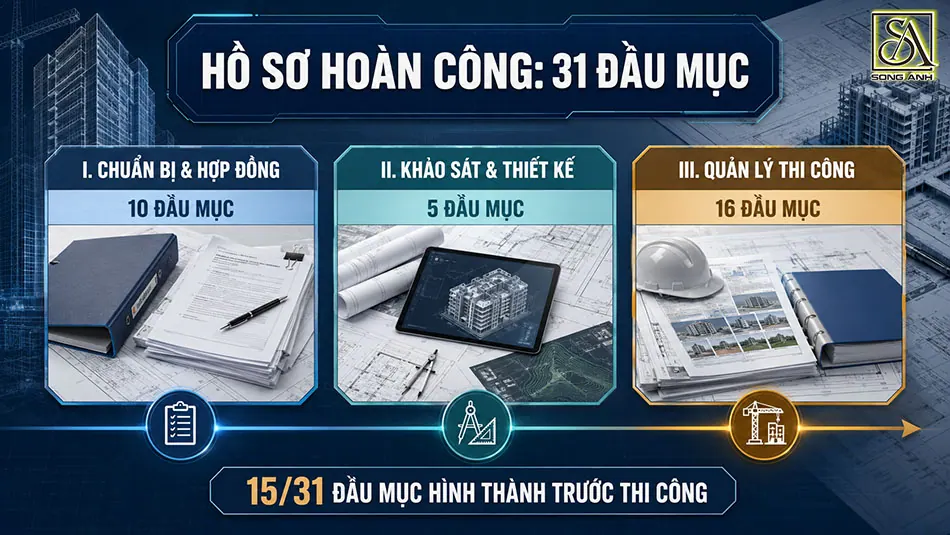 HỒ SƠ HOÀN CÔNG: 31 ĐẦU MỤC
SA
SONG ANH
I. CHUẨN BỊ & HỢP ĐỒNG
10 ĐẦU MỤC
II. KHẢO SÁT & THIẾT KẾ
5 ĐẦU MỤC
III. QUẢN LÝ THI CÔNG
16 ĐẦU MỤC
15/31 ĐẦU MỤC HÌNH THÀNH TRƯỚC THI CÔNG